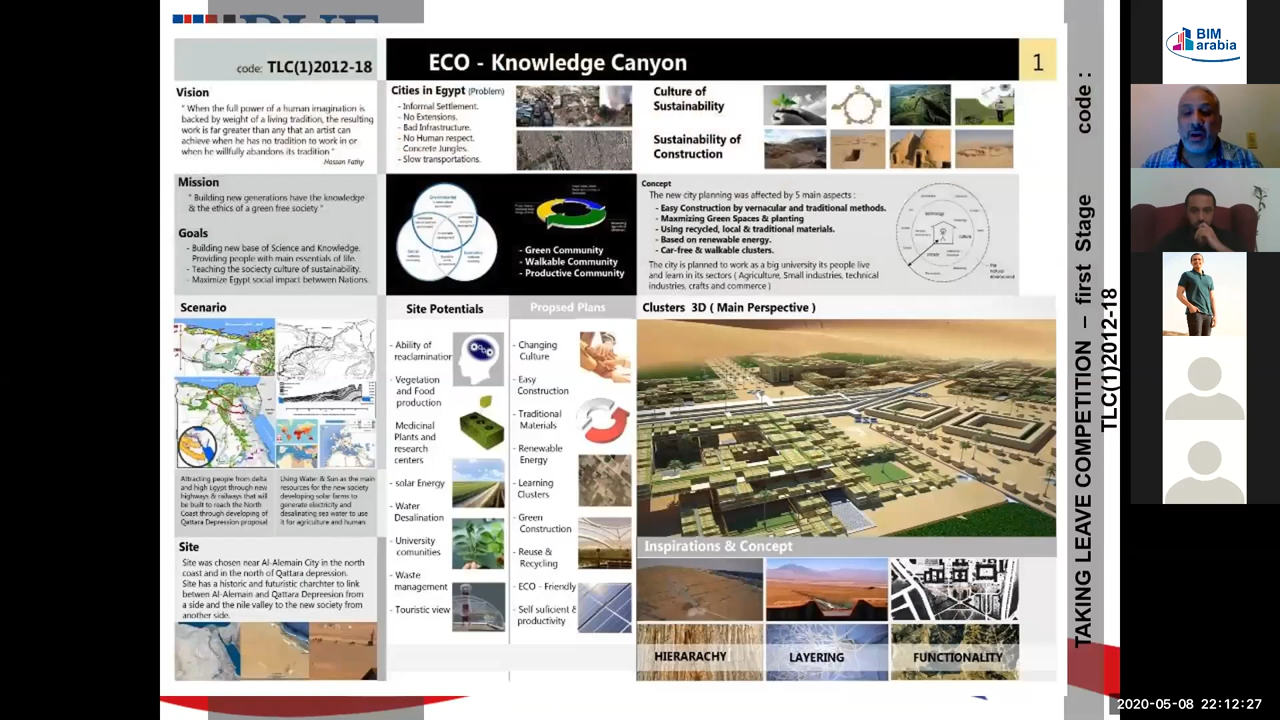 code: TLC(1)2012-18
ECO - Knowledge Canyon
1
Vision
" When the full power of a human imagination is
backed by weight of a living tradition, the resulting
work is far greater than any that an artist can
achieve when he has no tradition to work in or
when he willfully abandons its tradition "
Hassan Fathy
Cities in Egypt (Problem)
- Informal Settlement.
- No Extensions.
- Bad Infrastructure.
- No Human respect.
- Concrete Jungles.
- Slow transportations.
Culture of
Sustainability
Sustainability of
Construction
Mission
" Building new generations have the knowledge
& the ethics of a green free society "
Goals
- Building new base of Science and Knowledge.
Providing people with main essentials of life.
- Teaching the sociecty culture of sustainability.
- Maximize Egypt social impact betwwen Nations.
- Green Community
- Walkable Community
- Productive Community
Concept
The new city planning was affected by 5 main aspects :
- Easy Construction by vernacular and traditional methods.
- Maxmizing Green Spaces & planting
- Using recycled, local & traditional materials.
- Based on renewable energy.
- Car-free & walkable clusters.
The city is planned to work as a big university its people live
and learn in its sectors ( Agriculture, Small industries, technical
industries, crafts and commerce )
Scenario
Attracting people from delta
and high Egypt through new
highways & railways that will
be built to reach the North
Coast through developing of
Qattara Depression proposal
Using Water & Sun as the main
resources for the new society
developing solar farms to
generate electricity and
desalinating sea water to use
it for agriculture and human
Site
Site was chosen near Al-Alemain City in the north
coast and in the north of Qattara depression.
Site has a historic and futuristic charchter to link
betwen Al-Alemain and Qattara Depreesion from
a side and the nile valley to the new society from
another side.
Site Potentials
- Ability of
reaclamination
- Vegetation
and Food
production
Medicinal
Plants and
research
centers
- solar Energy
- Water
Desalination
- University
comunities
- Waste
management
- Touristic view
Propsed Plans
- Changing
Culture
- Easy
Construction
- Traditional
Materials
- Renewable
Energy
- Learning
Clusters
- Green
Construction
- Reuse &
Recycling
- ECO - Friendly
- Self suficient &
productivity
Clusters 3D ( Main Perspective )
Inspirations & Concept
HIERARACHY
LAYERING
FUNCTIONALITY
TAKING LEAVE COMPETITION – first Stage code :
TLC(1)2012-18
BIM
arabia
2020-05-08 22:12:27